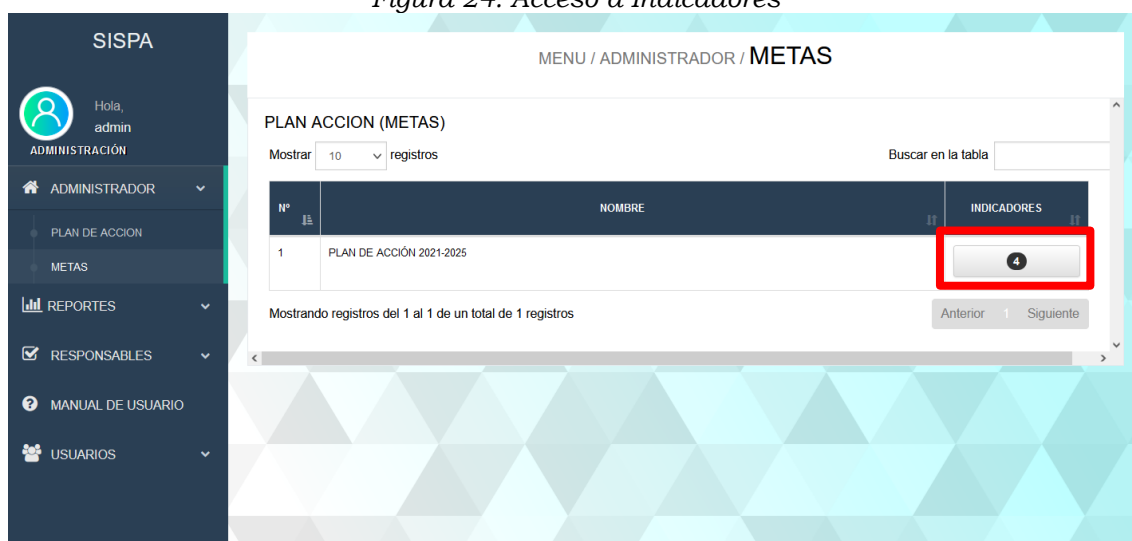 Figura 24. Acceso a Indicadores
SISPA
Hola,
admin
ADMINISTRACIÓN
ADMINISTRADOR
PLAN DE ACCION
METAS
REPORTES
RESPONSABLES
MANUAL DE USUARIO
USUARIOS
MENU / ADMINISTRADOR / METAS
PLAN ACCION (METAS)
Mostrar 10 registros Buscar en la tabla
Nº NOMBRE INDICADORES
1 PLAN DE ACCIÓN 2021-2025 4
Mostrando registros del 1 al 1 de un total de 1 registros Anterior 1 Siguiente